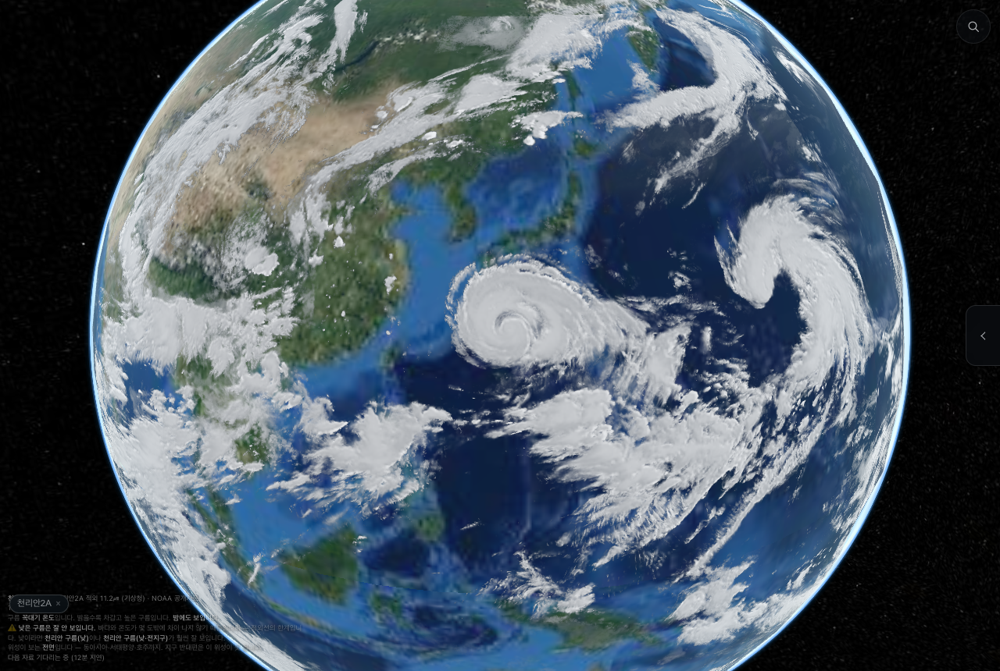 안2A 적외 11.2㎛ (기상청) · NOAA 공개
천리안2A ×
구름 꼭대기 온도입니다. 밝을수록 차갑고 높은 구름입니다. 밤에도 보입니다.
⚠ 낮은 구름은 잘 안 보입니다. 바다와 온도가 몇 도밖에 차이 나지 않기 적외선의 한계입니
다. 낮이라면 천리안 구름(낮)이나 천리안 구름(낮·전지구)가 훨씬 잘 보입니다.
위성이 보는 전면입니다 — 동아시아·서태평양·호주까지. 지구 반대편은 이 위성이
다음 자료 기다리는 중 (12분 지연)